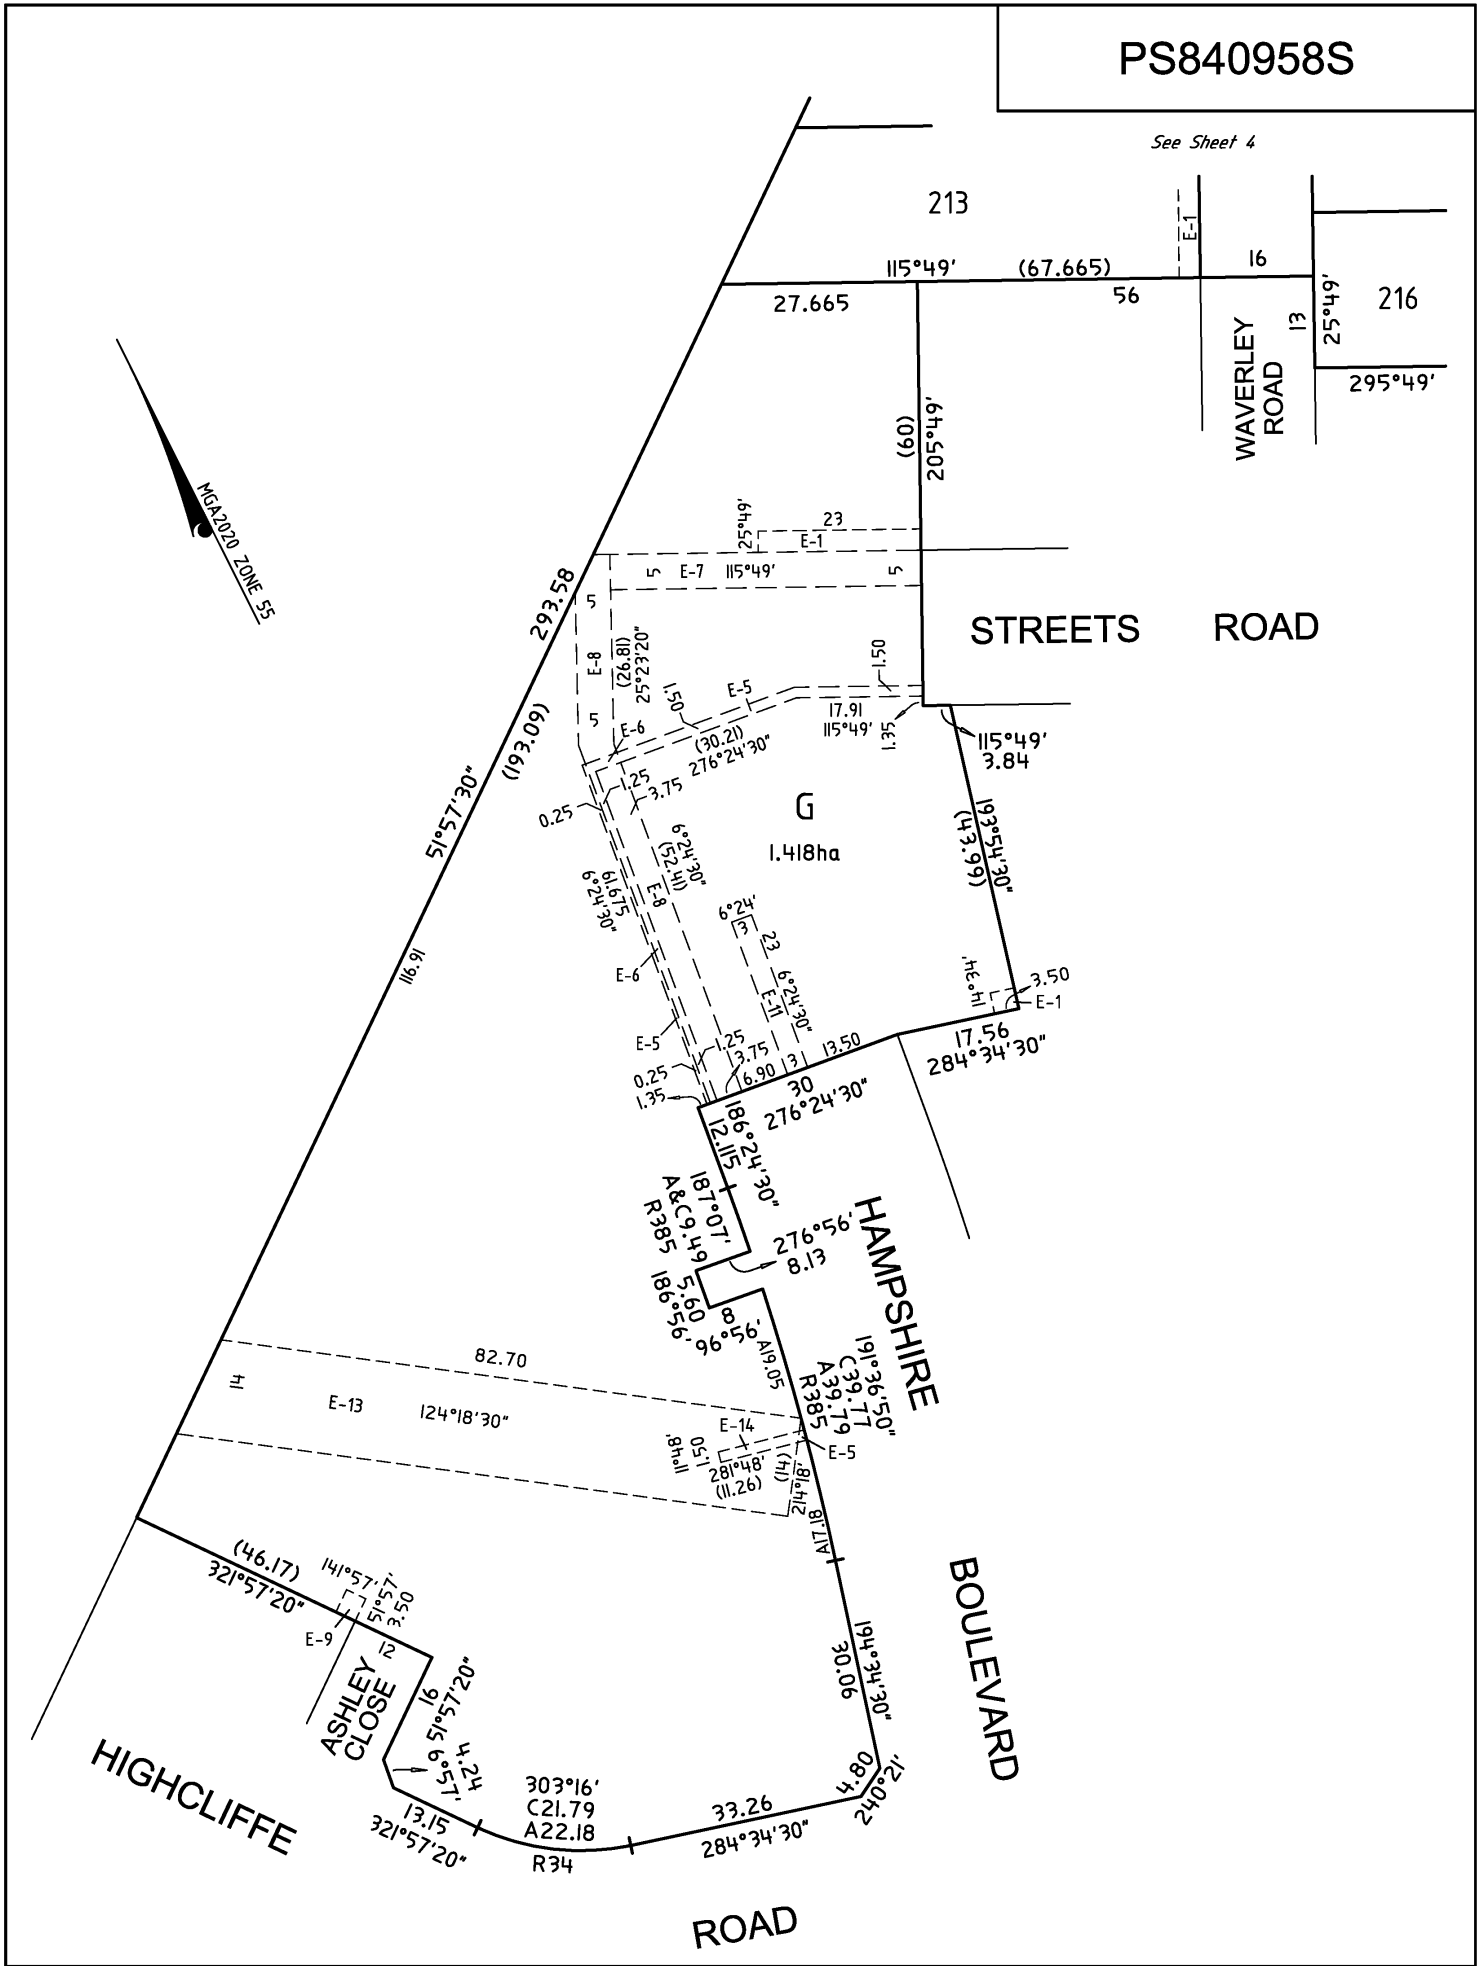 PS840958S
See Sheet 4
213
E-1
16
115°49'
(67.665)
27.665
56
216
13
25°49'
295°49'
WAVERLEY
ROAD
(60)
205°49'
MGA2020 ZONE 55
25°49'
23
E-1
5
E-7
115°49'
5
293.58
5
E-8
(26.81)
25°23'20"
5
STREETS
ROAD
1.50
E-5
1.50
17.91
115°49'
1.35
E-6
(30.21)
276°24'30"
115°49'
3.84
(193.09)
51°57'30"
0.25
1.25
3.75
G
1.418ha
193°54'30"
(43.99)
6°24'30"
(52.41)
61.675
6°24'30"
E-8
6°24'
3
23
6°24'30"
E-11
E-6
116.91
14°34'
3.50
E-1
E-5
1.25
3.75
0.25
1.35
6.90
3
13.50
30
276°24'30"
17.56
284°34'30"
186°24'30"
12.115
187°07'
A&C9.49
R385
276°56'
8.13
5.60
186°56'
8
96°56'
HAMPSHIRE
A19.05
191°36'50"
C39.77
A39.79
R385
82.70
14
E-13
124°18'30"
E-14
1.50
11°48'
281°48'
(11.26)
(14)
214°18'
E-5
A17.18
(46.17)
321°57'20"
141°57'
51°57'
3.50
E-9
12
ASHLEY
CLOSE
16
51°57'20"
4.24
6°57'
BOULEVARD
194°34'30"
30.06
4.80
240°21'
HIGHCLIFFE
13.15
321°57'20"
303°16'
C21.79
A22.18
R34
33.26
284°34'30"
ROAD